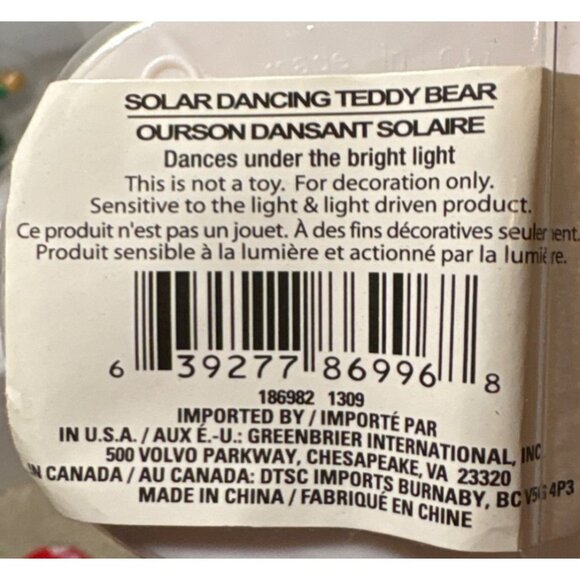 SOLAR DANCING TEDDY BEAR
OURSON DANSANT SOLAIRE
Dances under the bright light
This is not a toy. For decoration only.
Sensitive to the light & light driven product.
Ce produit n'est pas un jouet. À des fins décoratives seulement.
Produit sensible à la lumière et actionné par la lumière.
6 39277 86996 8
186982 1309
IMPORTED BY / IMPORTÉ PAR
IN U.S.A. / AUX É.-U.: GREENBRIER INTERNATIONAL, INC
500 VOLVO PARKWAY, CHESAPEAKE, VA 23320
IN CANADA / AU CANADA: DTSC IMPORTS BURNABY, BC 4P3
MADE IN CHINA / FABRIQUÉ EN CHINE